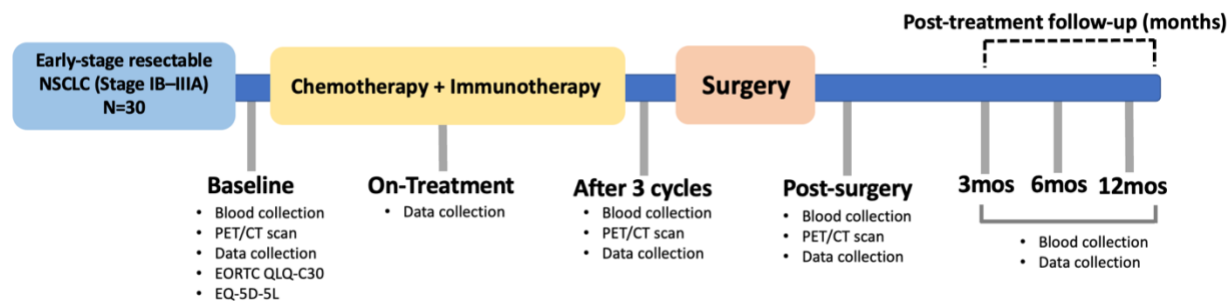 Post-treatment follow-up (months)
Early-stage resectable
NSCLC (Stage IB–IIIA)
N=30
Chemotherapy + Immunotherapy
Surgery
Baseline
• Blood collection
• PET/CT scan
• Data collection
• EORTC QLQ-C30
• EQ-5D-5L
On-Treatment
• Data collection
After 3 cycles
• Blood collection
• PET/CT scan
• Data collection
Post-surgery
• Blood collection
• PET/CT scan
• Data collection
3mos 6mos 12mos
• Blood collection
• Data collection